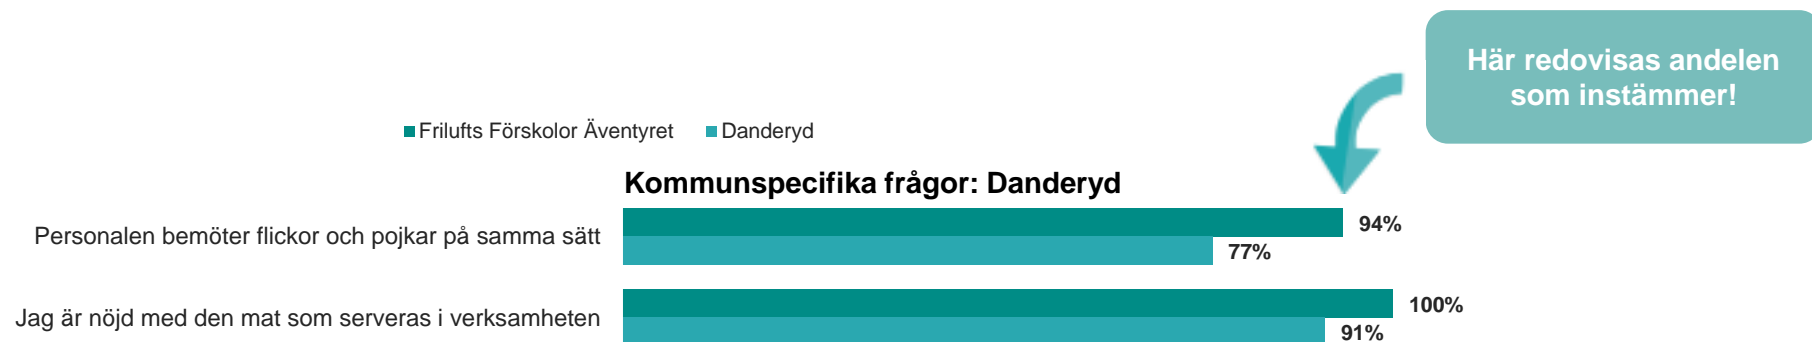 Här redovisas andelen
som instämmer!
Frilufts Förskolor Äventyret Danderyd
Kommunspecifika frågor: Danderyd
Personalen bemöter flickor och pojkar på samma sätt
94%
77%
Jag är nöjd med den mat som serveras i verksamheten
100%
91%